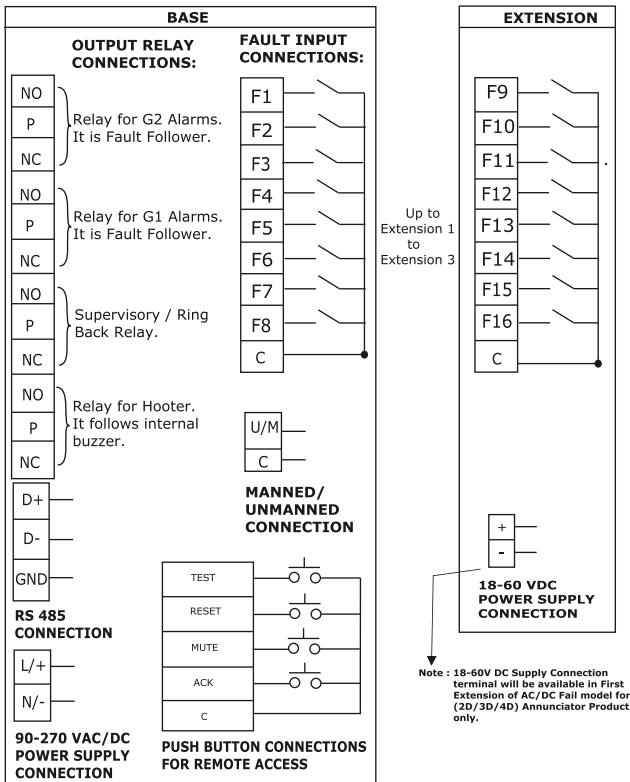 BASE
OUTPUT RELAY
CONNECTIONS:
NO
P
NC
Relay for G2 Alarms.
It is Fault Follower.
NO
P
NC
Relay for G1 Alarms.
It is Fault Follower.
NO
P
NC
Supervisory / Ring
Back Relay.
NO
P
NC
Relay for Hooter.
It follows internal
buzzer.
D+
D-
GND
RS 485
CONNECTION
L/+
N/-
90-270 VAC/DC
POWER SUPPLY
CONNECTION
FAULT INPUT
CONNECTIONS:
F1
F2
F3
F4
F5
F6
F7
F8
C
U/M
C
MANNED/
UNMANNED
CONNECTION
TEST
RESET
MUTE
ACK
C
PUSH BUTTON CONNECTIONS
FOR REMOTE ACCESS
Up to
Extension 1
to
Extension 3
EXTENSION
F9
F10
F11
F12
F13
F14
F15
F16
C
+
-
18-60 VDC
POWER SUPPLY
CONNECTION
Note : 18-60V DC Supply Connection
terminal will be available in First
Extension of AC/DC Fail model for
(2D/3D/4D) Annunciator Product
only.